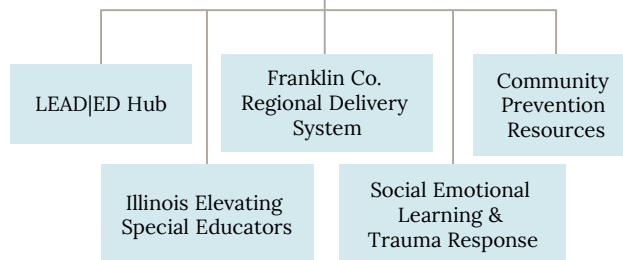 LEAD|ED Hub
Franklin Co.
Regional Delivery
System
Community
Prevention
Resources
Illinois Elevating
Special Educators
Social Emotional
Learning &
Trauma Response